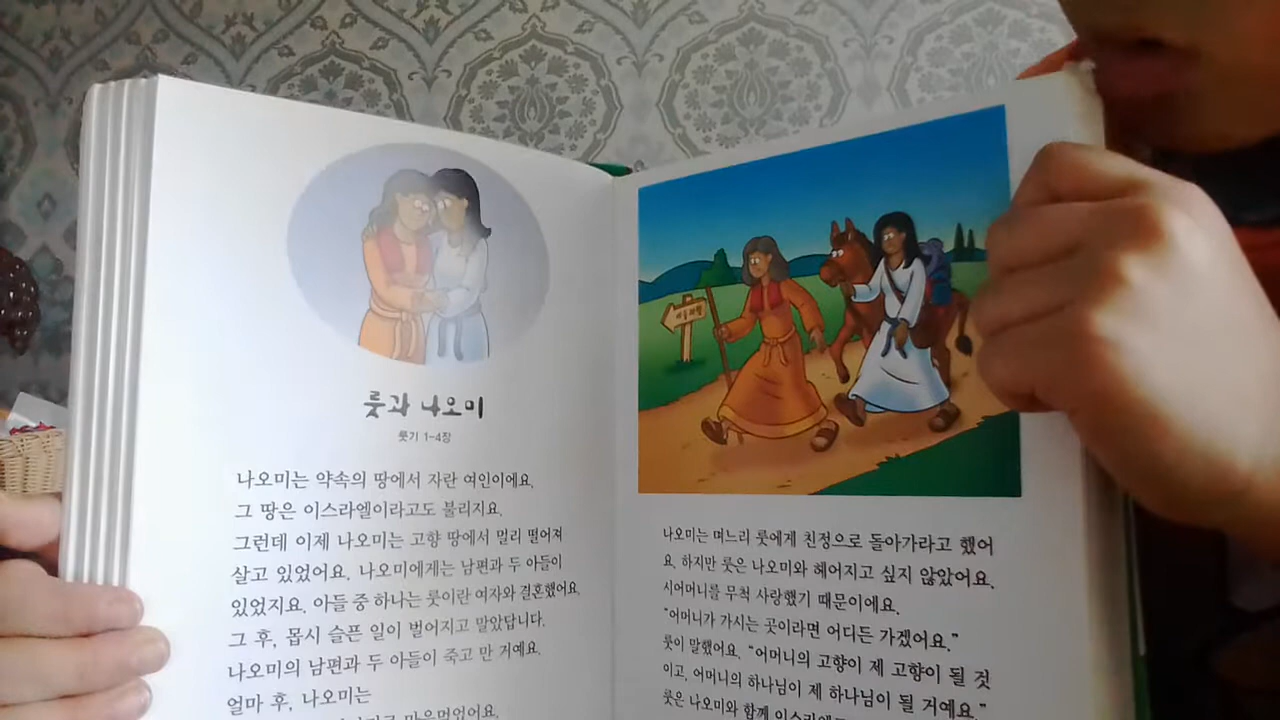 룻과 나오미
룻기 1-4장
나오미는 약속의 땅에서 자란 여인이에요.
그 땅은 이스라엘이라고도 불리지요.
그런데 이제 나오미는 고향 땅에서 멀리 떨어져
살고 있었어요. 나오미에게는 남편과 두 아들이
있었지요. 아들 중 하나는 룻이란 여자와 결혼했어요.
그 후, 몹시 슬픈 일이 벌어지고 말았답니다.
나오미의 남편과 두 아들이 죽고 만 거예요.
얼마 후, 나오미는
마음먹었어요.
나오미는 며느리 룻에게 친정으로 돌아가라고 했어
요. 하지만 룻은 나오미와 헤어지고 싶지 않았어요.
시어머니를 무척 사랑했기 때문이에요.
“어머니가 가시는 곳이라면 어디든 가겠어요.”
룻이 말했어요. “어머니의 고향이 제 고향이 될 것
이고, 어머니의 하나님이 제 하나님이 될 거예요.”
룻은 나오미와 함께